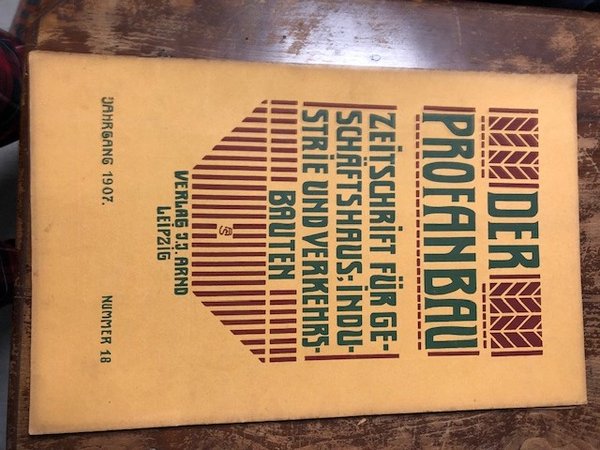 DER
PROFANBAU
ZEITSCHRIFT FÜR GE-
SCHÄFTSHAUS-, INDU-
STRIE UND VERKEHRS-
BAUTEN
VERLAG J.J. ARND
LEIPZIG
JAHRGANG 1907.
NUMMER 18